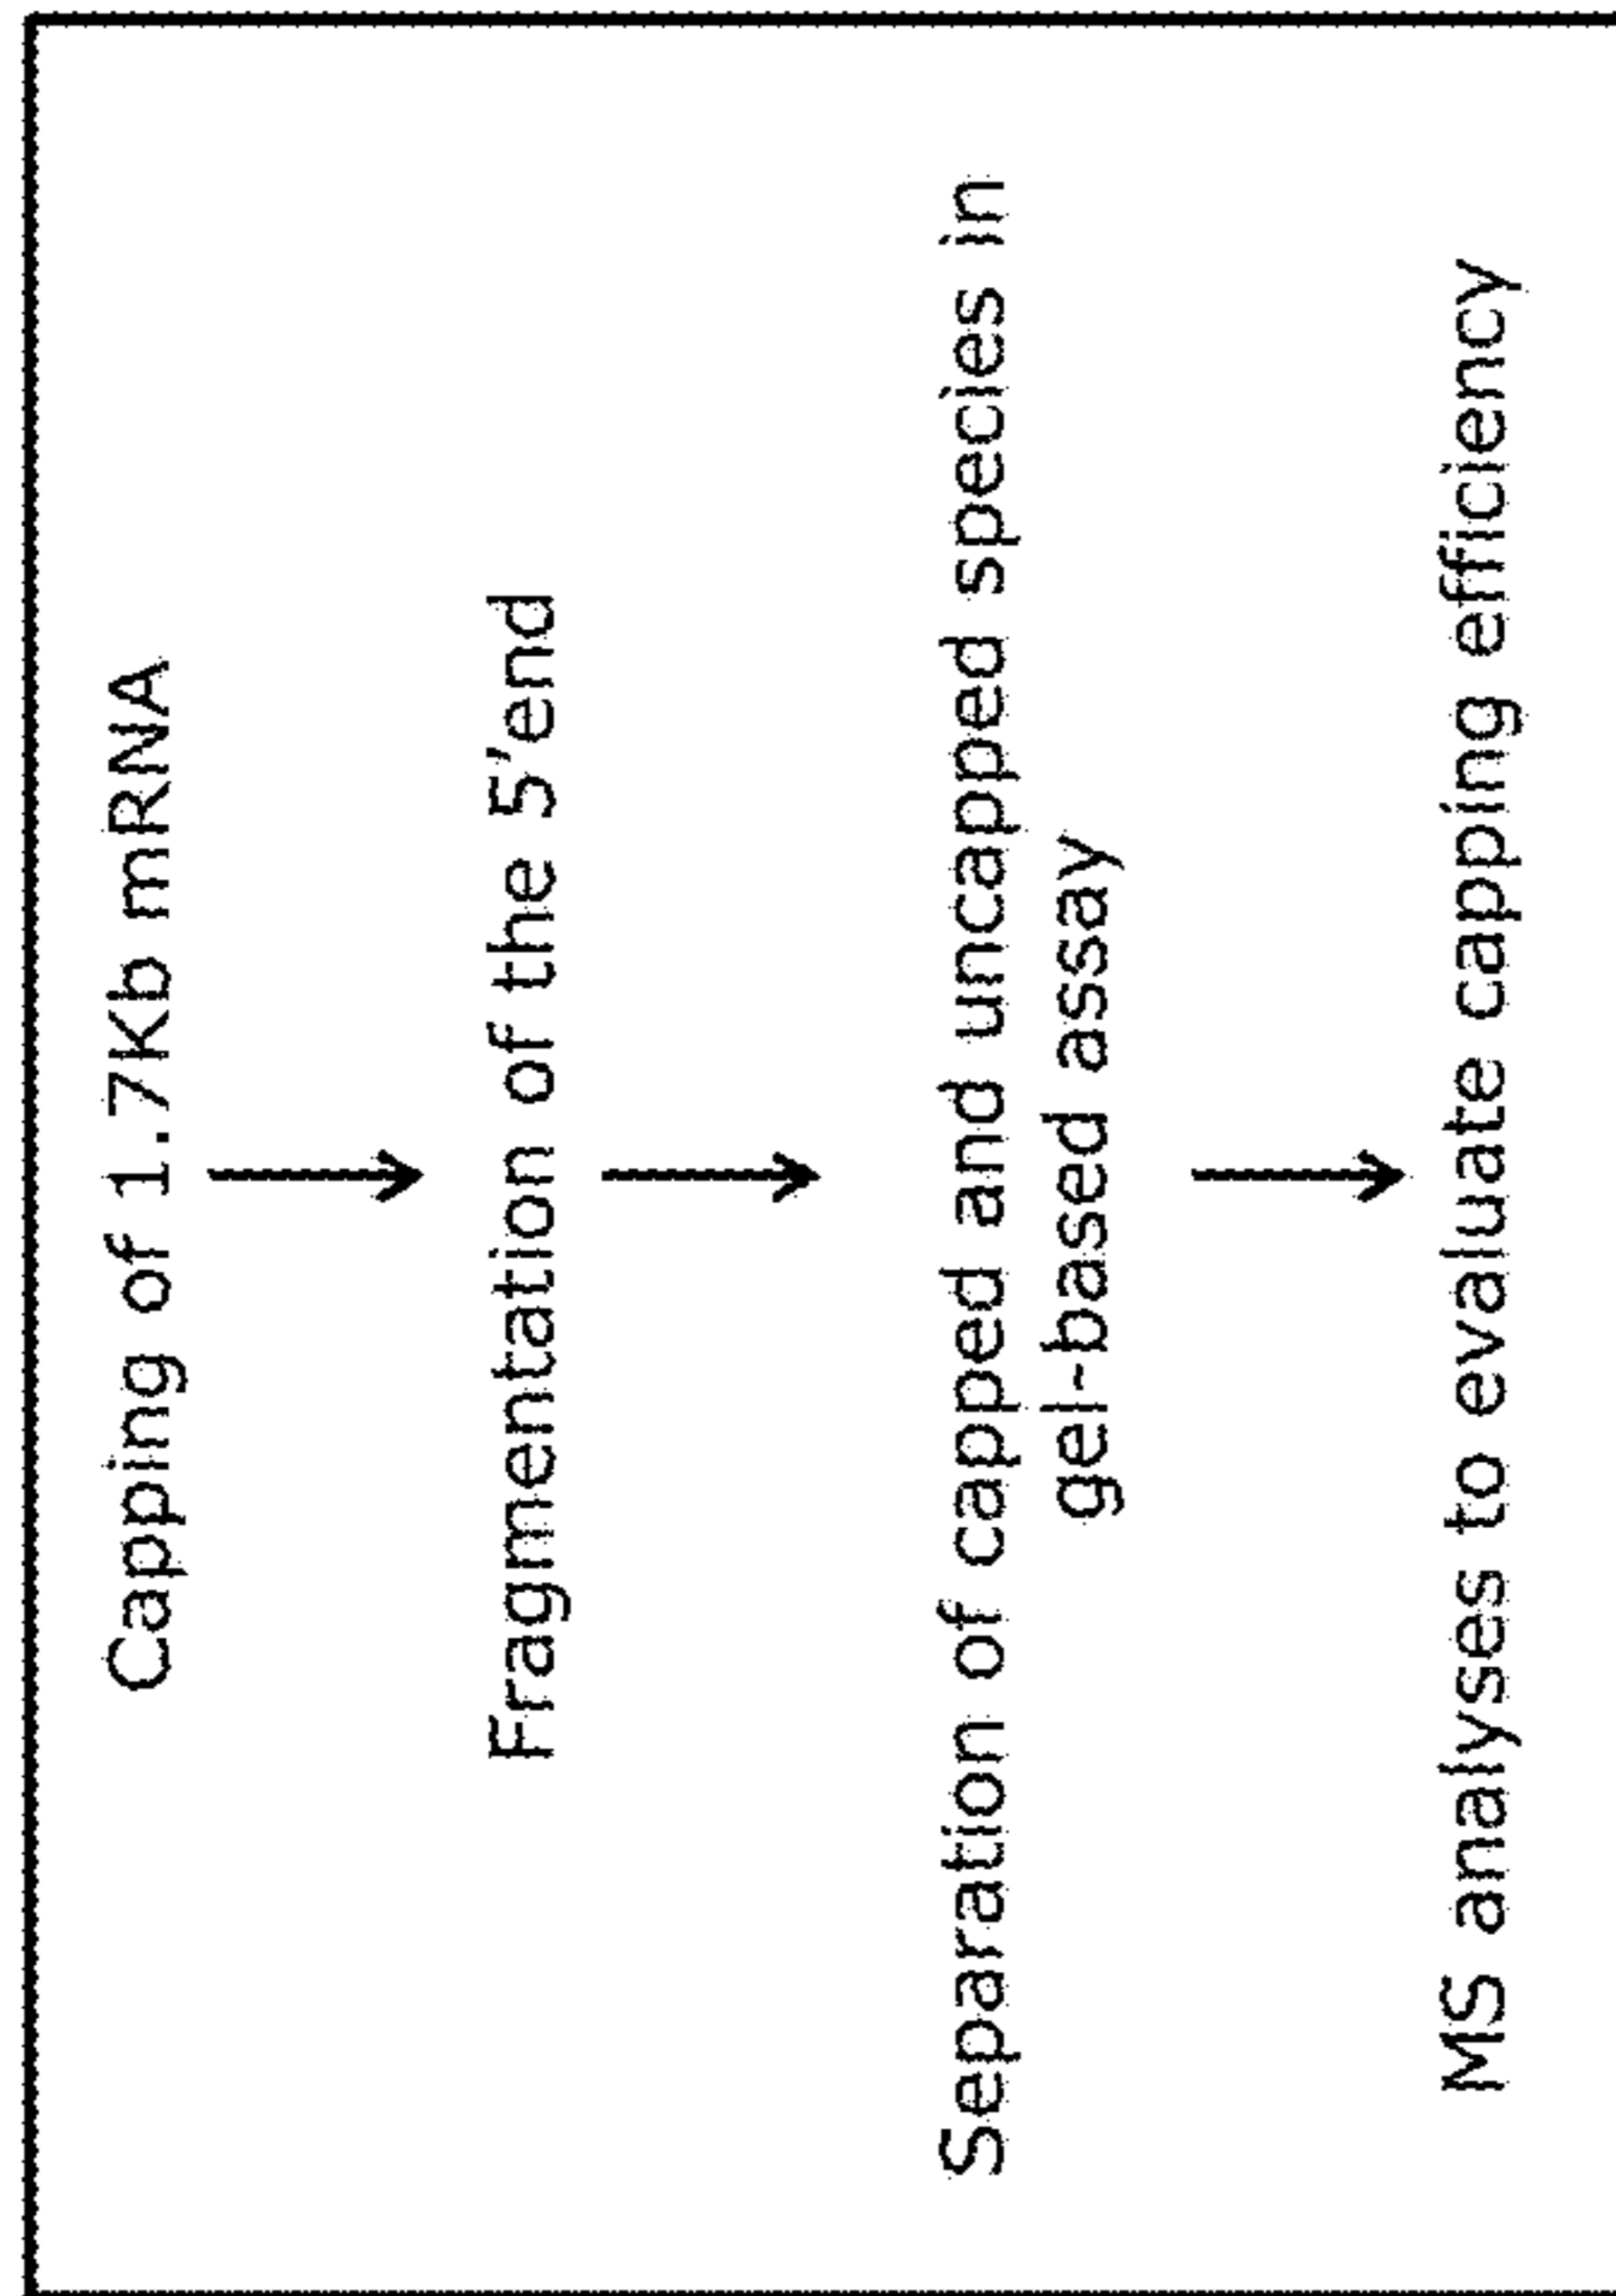 Capping of 1.7Kb mRNA
Fragmentation of the 5'end
Separation of capped and uncapped species in
gel-based assay
MS analyses to evaluate capping efficiency